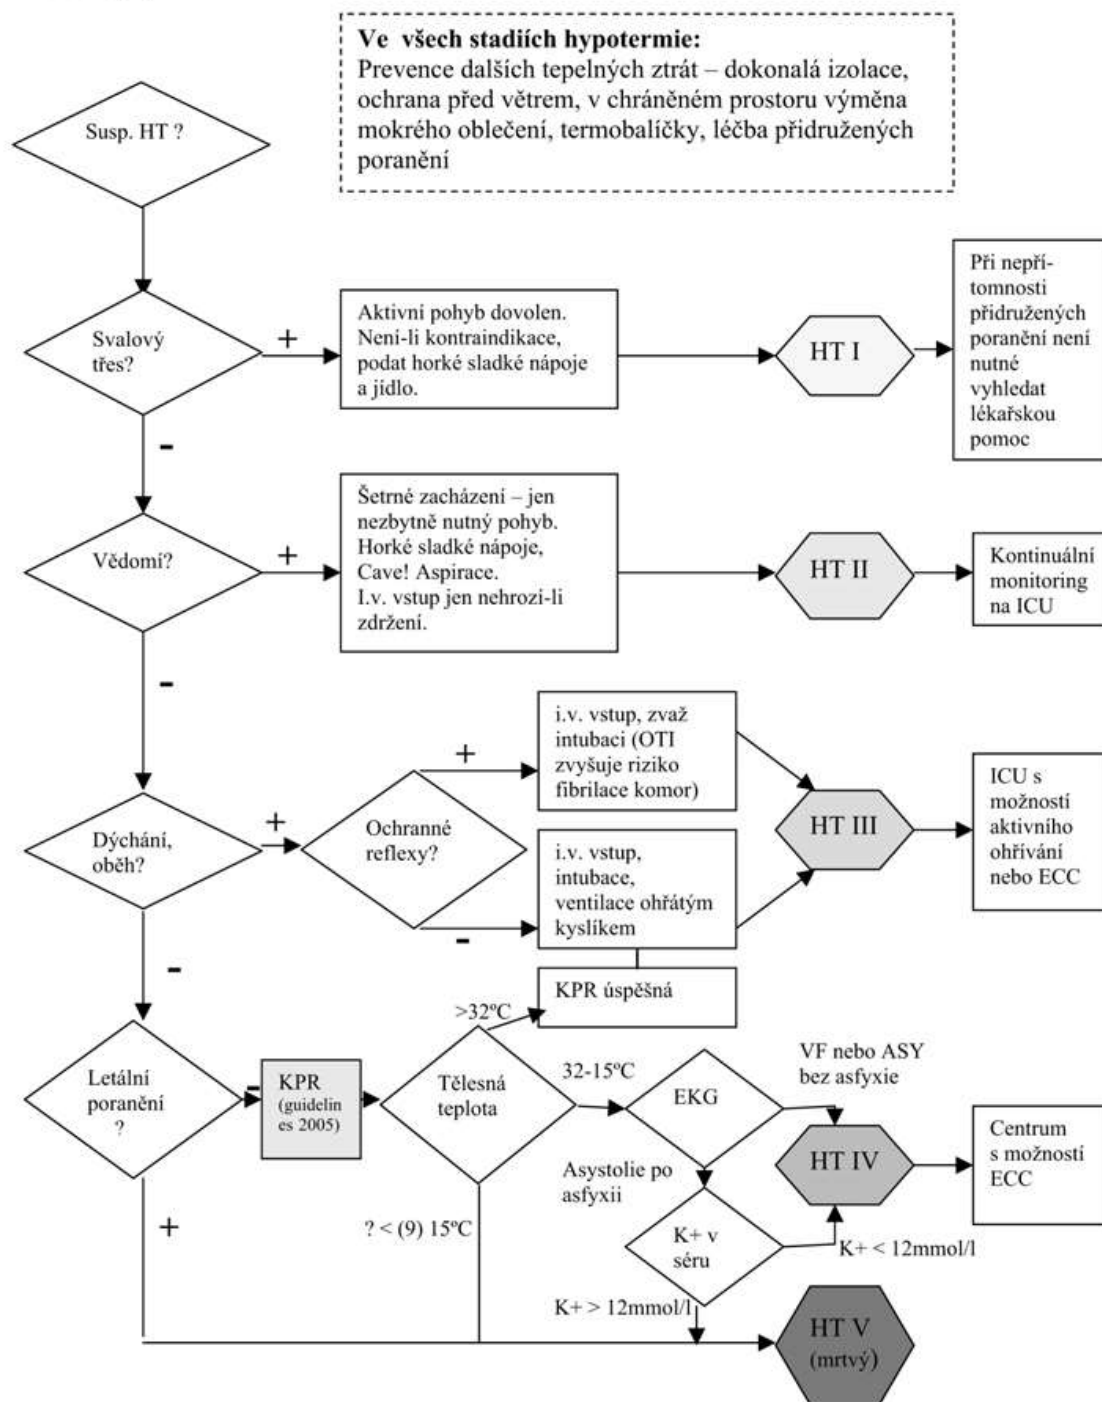 Ve všech stadiích hypotermie:
Prevence dalších tepelných ztrát – dokonalá izolace,
ochrana před větrem, v chráněném prostoru výměna
mokrého oblečení, termobalíčky, léčba přidružených
poranění
Susp. HT ?
Svalový
třes?
+
Aktivní pohyb dovolen.
Není-li kontraindikace,
podat horké sladké nápoje
a jídlo.
HT I
Při nepří-
tomnosti
přidružených
poranění není
nutné
vyhledat
lékařskou
pomoc
-
Vědomí?
+
Šetrné zacházení – jen
nezbytně nutný pohyb.
Horké sladké nápoje,
Cave! Aspirace.
I.v. vstup jen nehrozí-li
zdržení.
HT II
Kontinuální
monitoring
na ICU
-
Dýchání,
oběh?
+
Ochranné
reflexy?
+
i.v. vstup, zvaž
intubaci (OTI
zvyšuje riziko
fibrilace komor)
-
i.v. vstup,
intubace,
ventilace ohřátým
kyslíkem
HT III
ICU s
možností
aktivního
ohřívání
nebo ECC
-
KPR úspěšná
>32ºC
Letální
poranění
?
-
KPR
(guidelin
es 2005)
Tělesná
teplota
32-15ºC
EKG
VF nebo ASY
bez asfyxie
HT IV
Centrum
s možností
ECC
Asystolie po
asfyxii
+
? < (9) 15ºC
K+ v
séru
K+ < 12mmol/l
K+ > 12mmol/l
HT V
(mrtvý)